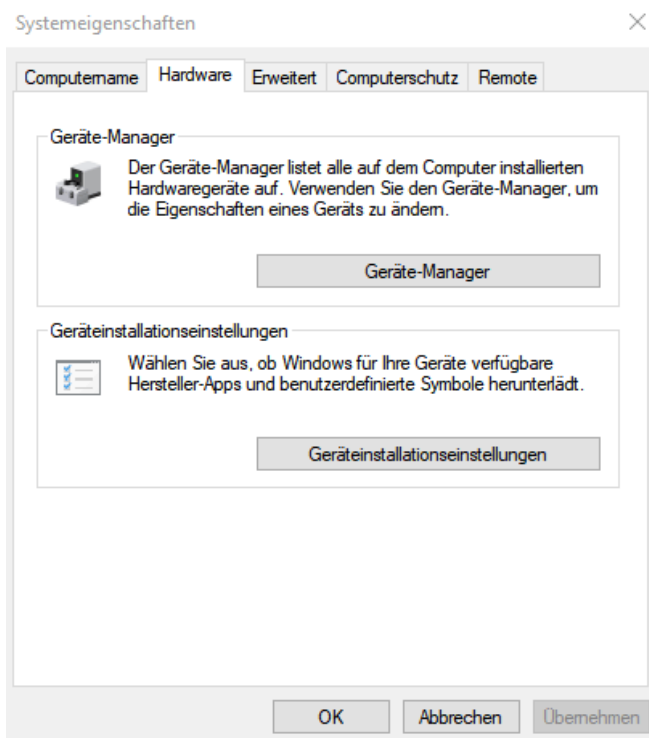 Systemeigenschaften
Computername Hardware Erweitert Computerschutz Remote
Geräte-Manager
Der Geräte-Manager listet alle auf dem Computer installierten
Hardwaregeräte auf. Verwenden Sie den Geräte-Manager, um
die Eigenschaften eines Geräts zu ändern.
Geräte-Manager
Geräteinstallationseinstellungen
Wählen Sie aus, ob Windows für Ihre Geräte verfügbare
Hersteller-Apps und benutzerdefinierte Symbole herunterlädt.
Geräteinstallationseinstellungen
OK Abbrechen Übernehmen